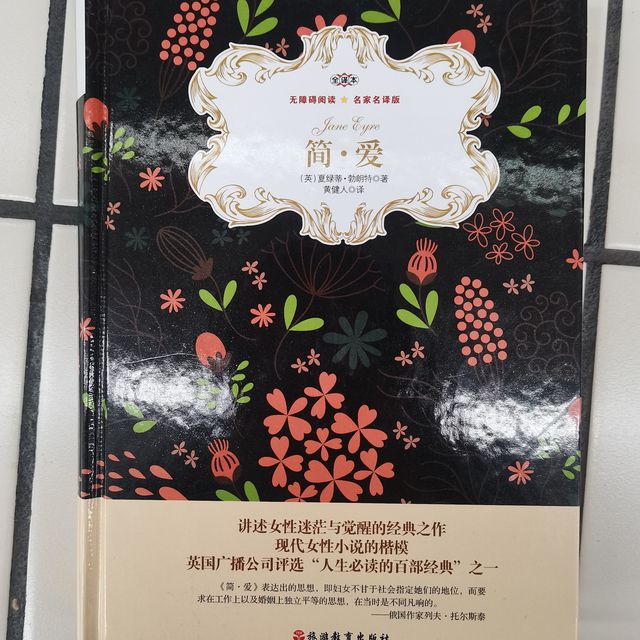 全译本
无障碍阅读 ★ 名家名译版
Jane Eyre
简·爱
(英)夏绿蒂·勃朗特◎著
黄健人◎译
讲述女性迷茫与觉醒的经典之作
现代女性小说的楷模
英国广播公司评选“人生必读的百部经典”之一
《简·爱》表达出的思想，即妇女不甘于社会指定她们的地位，而要
求在工作上以及婚姻上独立平等的思想，在当时是不同凡响的。
——俄国作家列夫·托尔斯泰
旅游教育出版社